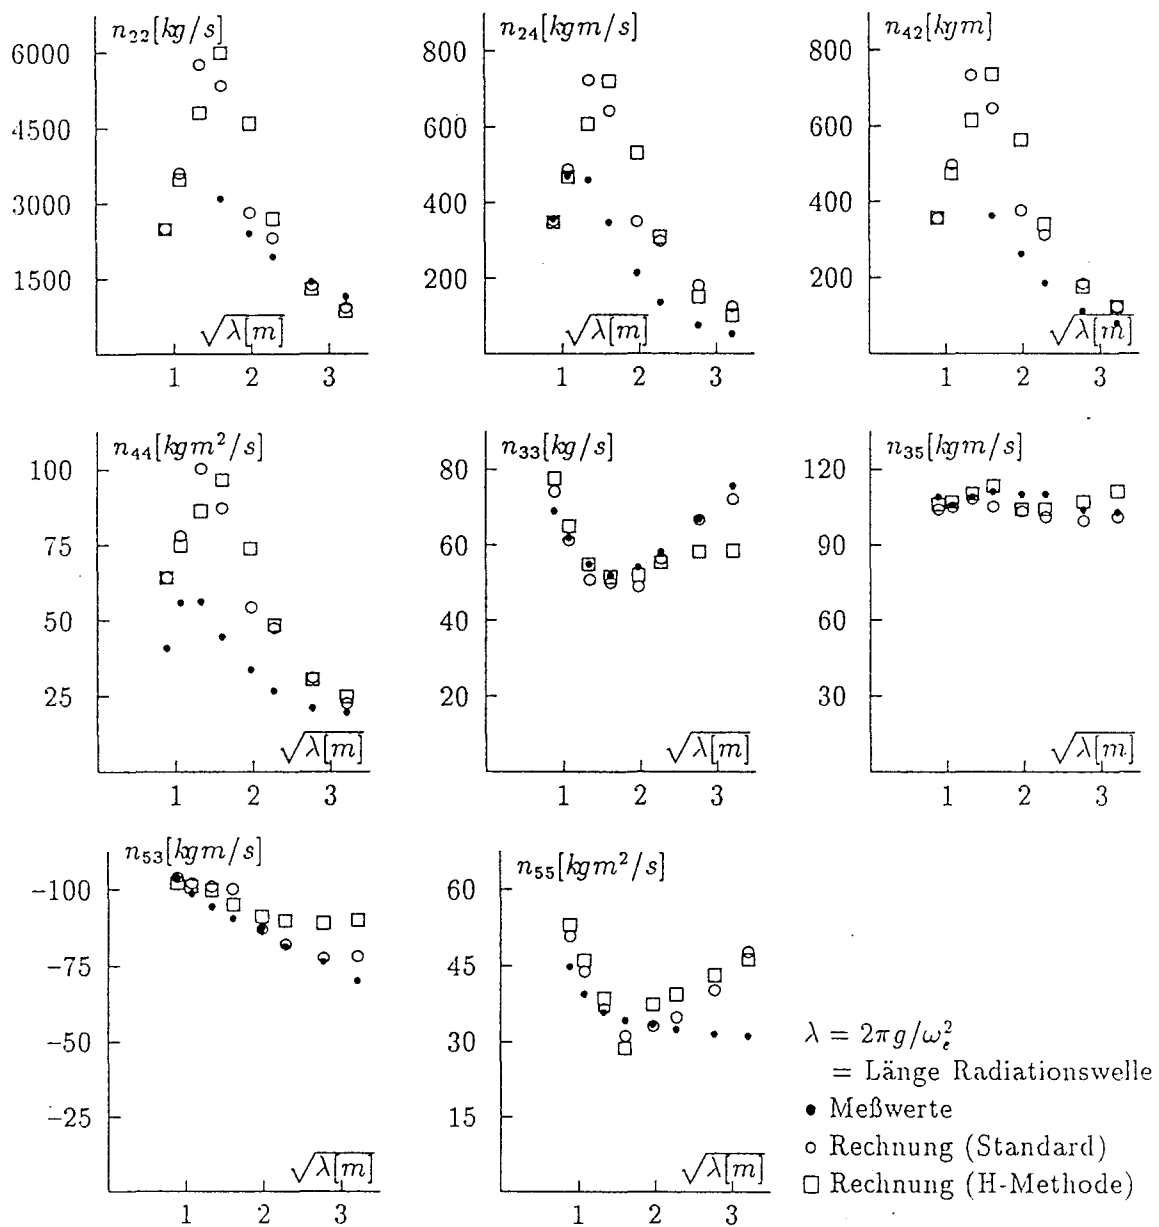 n₂₂[kg/s]
6000
4500
3000
1500
√λ[m]
1 2 3
n₂₄[kgm/s]
800
600
400
200
√λ[m]
1 2 3
n₄₂[kgm]
800
600
400
200
√λ[m]
1 2 3
n₄₄[kgm²/s]
100
75
50
25
√λ[m]
1 2 3
n₃₃[kg/s]
80
60
40
20
√λ[m]
1 2 3
n₃₅[kgm/s]
120
90
60
30
√λ[m]
1 2 3
n₅₃[kgm/s]
−100
−75
−50
−25
√λ[m]
1 2 3
n₅₅[kgm²/s]
60
45
30
15
√λ[m]
1 2 3
λ = 2πg/ωₑ²
= Länge Radiationswelle
• Meßwerte
○ Rechnung (Standard)
□ Rechnung (H-Methode)